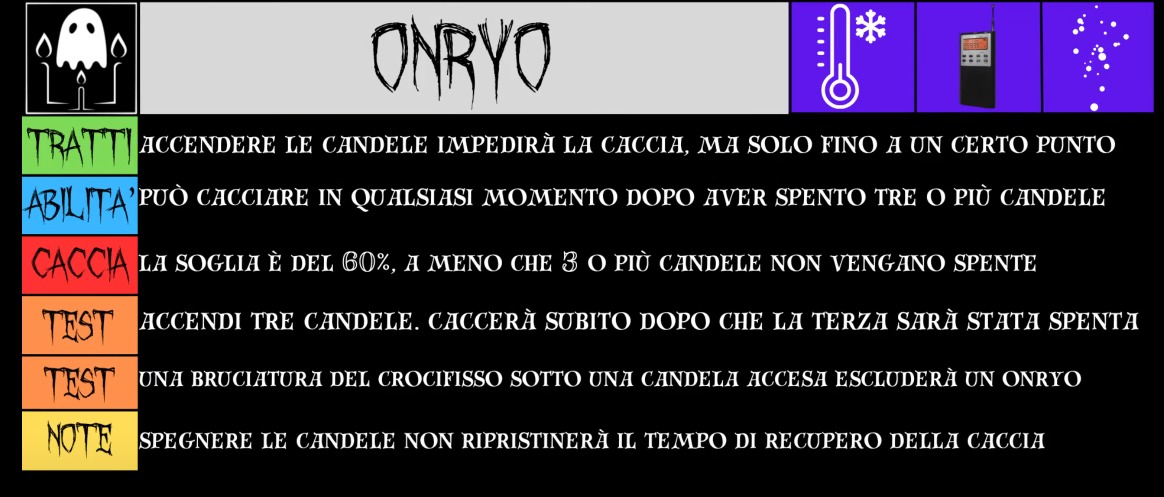 ONRYO
TRATTI ACCENDERE LE CANDELE IMPEDIRÀ LA CACCIA, MA SOLO FINO A UN CERTO PUNTO
ABILITA' PUÒ CACCIARE IN QUALSIASI MOMENTO DOPO AVER SPENTO TRE O PIÙ CANDELE
CACCIA LA SOGLIA È DEL 60%, A MENO CHE 3 O PIÙ CANDELE NON VENGANO SPENTE
TEST ACCENDI TRE CANDELE. CACCERÀ SUBITO DOPO CHE LA TERZA SARÀ STATA SPENTA
TEST UNA BRUCIATURA DEL CROCIFISSO SOTTO UNA CANDELA ACCESA ESCLUDERÀ UN ONRYO
NOTE SPEGNERE LE CANDELE NON RIPRISTINERÀ IL TEMPO DI RECUPERO DELLA CACCIA